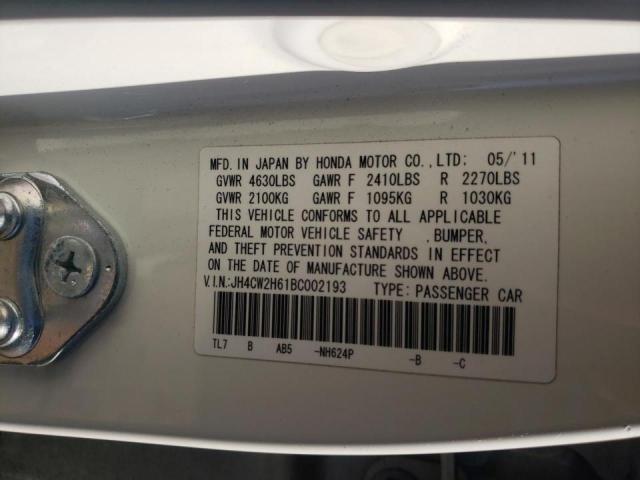 MFD. IN JAPAN BY HONDA MOTOR CO.,LTD: 05/'11
GVWR 4630LBS GAWR F 2410LBS R 2270LBS
GVWR 2100KG GAWR F 1095KG R 1030KG
THIS VEHICLE CONFORMS TO ALL APPLICABLE
FEDERAL MOTOR VEHICLE SAFETY ,BUMPER,
AND THEFT PREVENTION STANDARDS IN EFFECT
ON THE DATE OF MANUFACTURE SHOWN ABOVE.
V.I.N.:JH4CW2H61BC002193 TYPE: PASSENGER CAR
TL7 B AB5 -NH624P -B -C